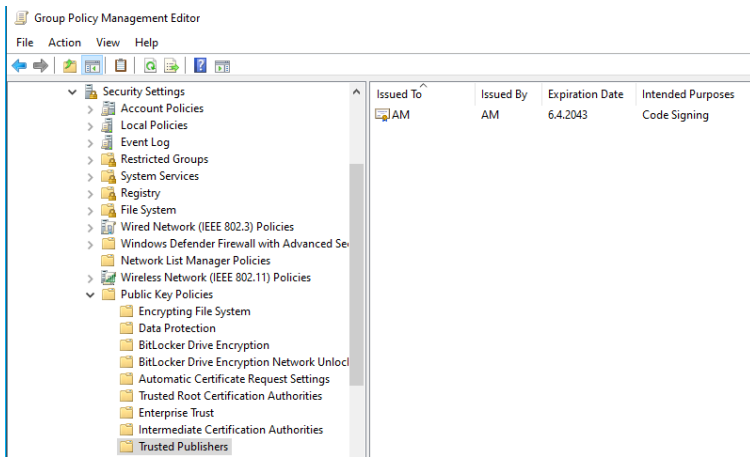 Group Policy Management Editor
File Action View Help
Security Settings
Account Policies
Local Policies
Event Log
Restricted Groups
System Services
Registry
File System
Wired Network (IEEE 802.3) Policies
Windows Defender Firewall with Advanced Se
Network List Manager Policies
Wireless Network (IEEE 802.11) Policies
Public Key Policies
Encrypting File System
Data Protection
BitLocker Drive Encryption
BitLocker Drive Encryption Network Unlocl
Automatic Certificate Request Settings
Trusted Root Certification Authorities
Enterprise Trust
Intermediate Certification Authorities
Trusted Publishers
Issued To Issued By Expiration Date Intended Purposes
AM AM 6.4.2043 Code Signing